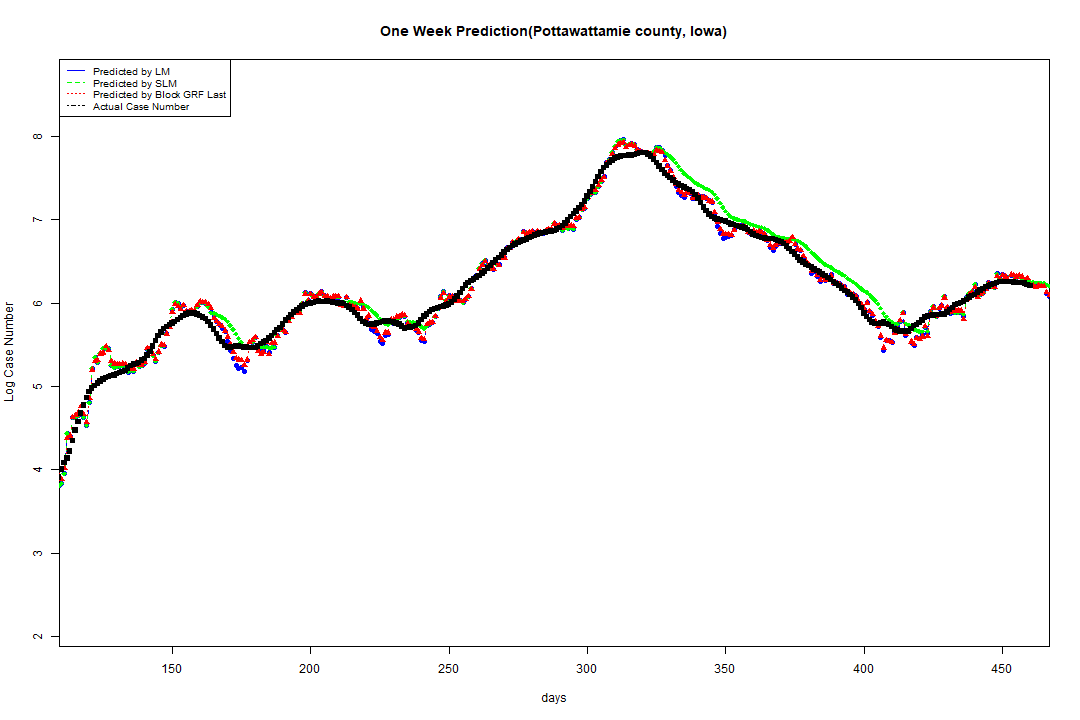 One Week Prediction(Pottawattamie county, Iowa)
Predicted by LM
Predicted by SLM
Predicted by Block GRF Last
Actual Case Number
8
7
6
5
4
3
2
Log Case Number
150 200 250 300 350 400 450
days